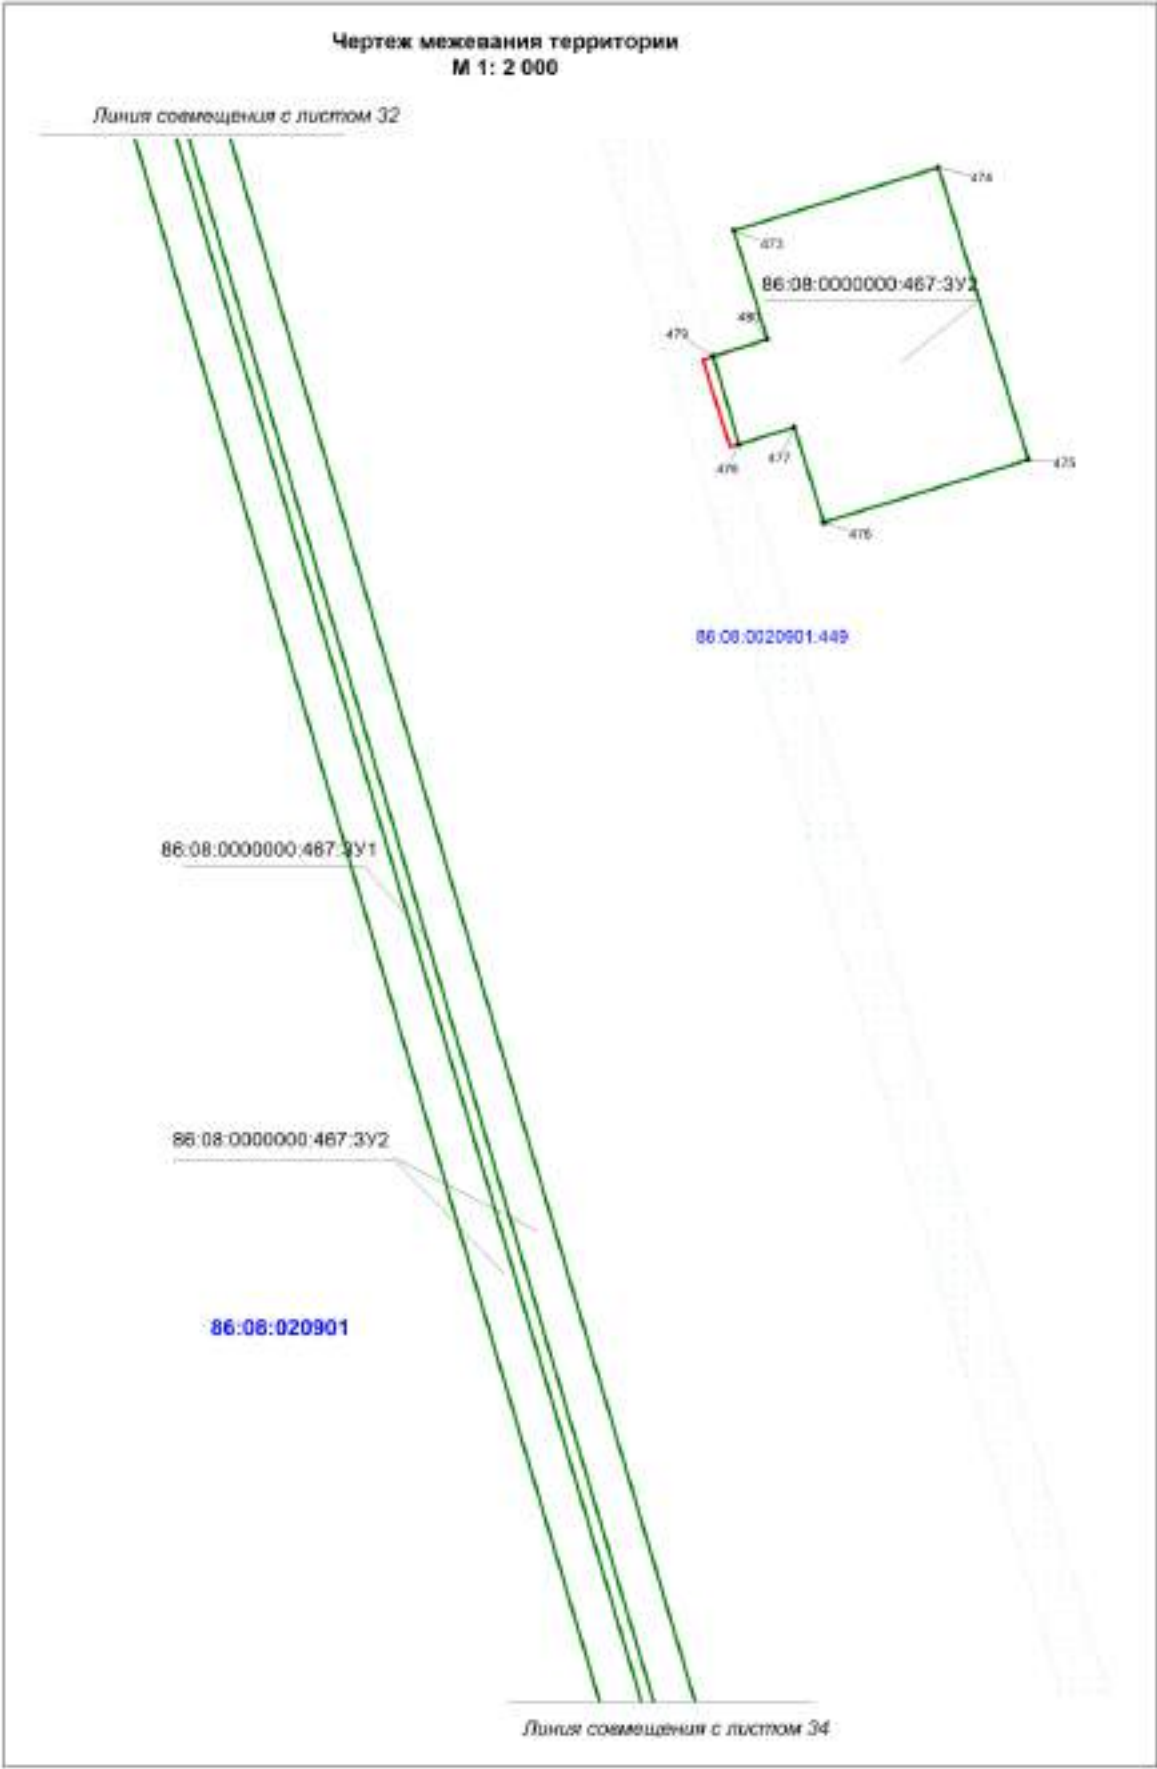 Чертеж межевания территории
М 1: 2 000
Линия совмещения с листом 32
474
473
86:08:0000000:467:ЗУ2
480
479
478
477
475
476
86:08:0020901:449
86:08:0000000:467:ЗУ1
86:08:0000000:467:ЗУ2
86:08:020901
Линия совмещения с листом 34